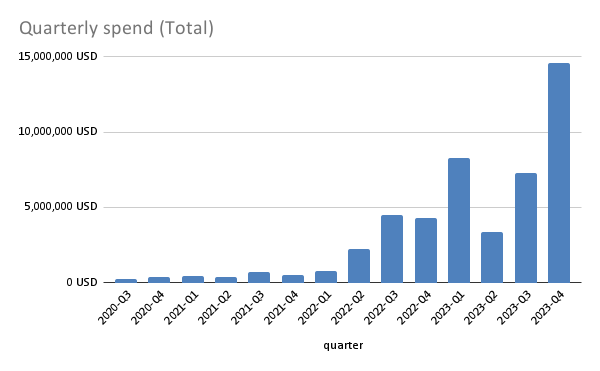 Quarterly spend (Total)
15,000,000 USD
10,000,000 USD
5,000,000 USD
0 USD
2020-Q3
2020-Q4
2021-Q1
2021-Q2
2021-Q3
2021-Q4
2022-Q1
2022-Q2
2022-Q3
2022-Q4
2023-Q1
2023-Q2
2023-Q3
2023-Q4
quarter